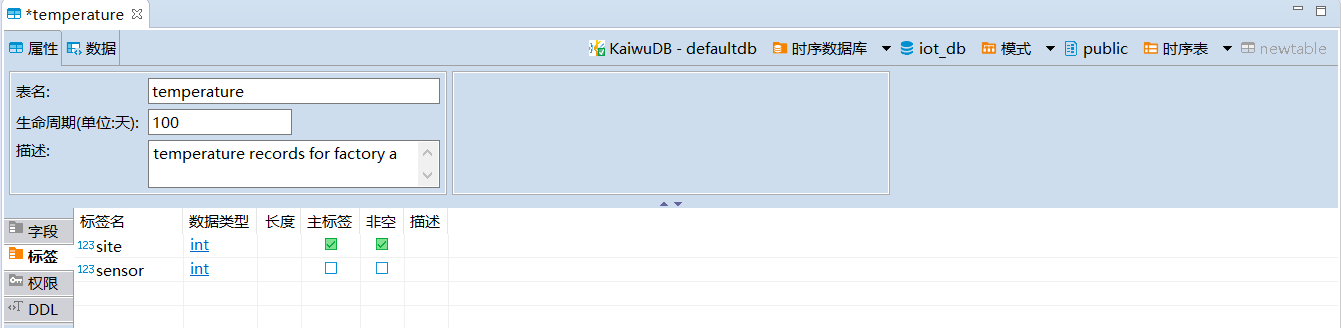 *temperature
属性 数据 KaiwuDB - defaultdb 时序数据库 iot_db 模式 public 时序表 newtable
表名: temperature
生命周期(单位:天): 100
描述: temperature records for factory a
标签名 数据类型 长度 主标签 非空 描述
字段
123 site int
标签
123 sensor int
权限
DDL